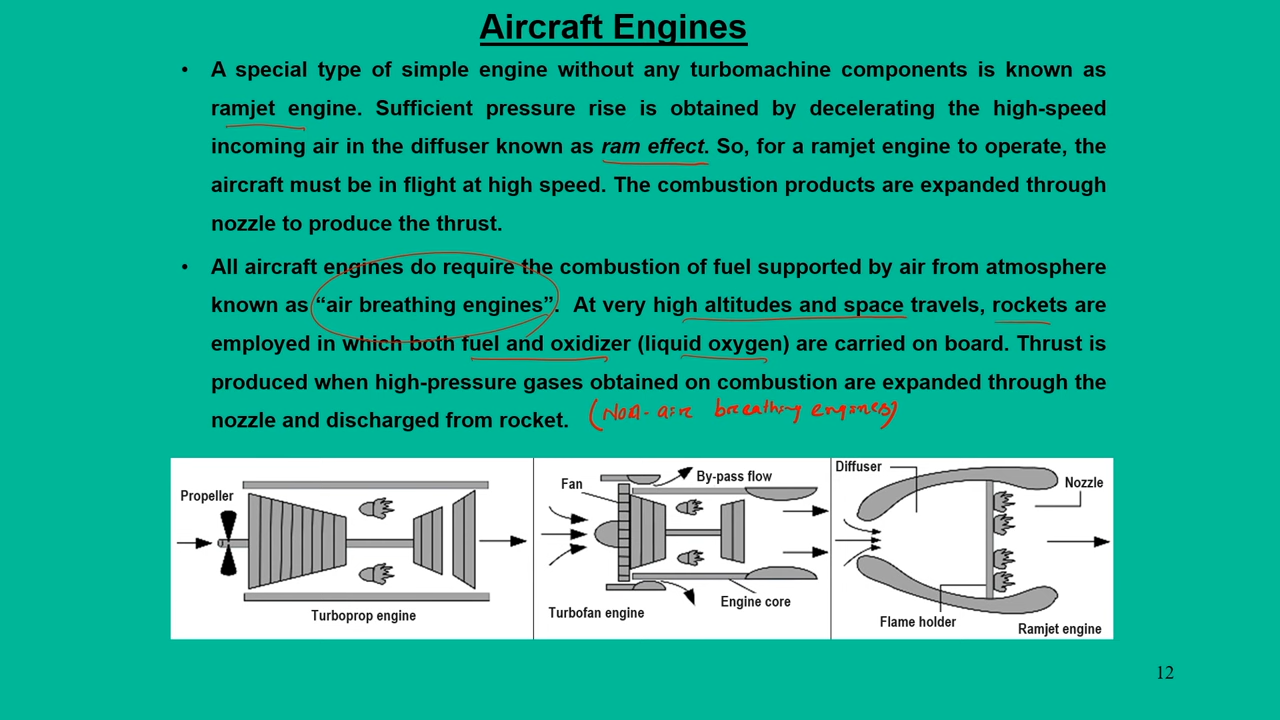 Aircraft Engines
• A special type of simple engine without any turbomachine components is known as
ramjet engine. Sufficient pressure rise is obtained by decelerating the high-speed
incoming air in the diffuser known as ram effect. So, for a ramjet engine to operate, the
aircraft must be in flight at high speed. The combustion products are expanded through
nozzle to produce the thrust.
• All aircraft engines do require the combustion of fuel supported by air from atmosphere
known as “air breathing engines”. At very high altitudes and space travels, rockets are
employed in which both fuel and oxidizer (liquid oxygen) are carried on board. Thrust is
produced when high-pressure gases obtained on combustion are expanded through the
nozzle and discharged from rocket. (Non-air breathing engines)
Propeller
Turboprop engine
Fan
By-pass flow
Turbofan engine
Engine core
Diffuser
Nozzle
Flame holder
Ramjet engine
12